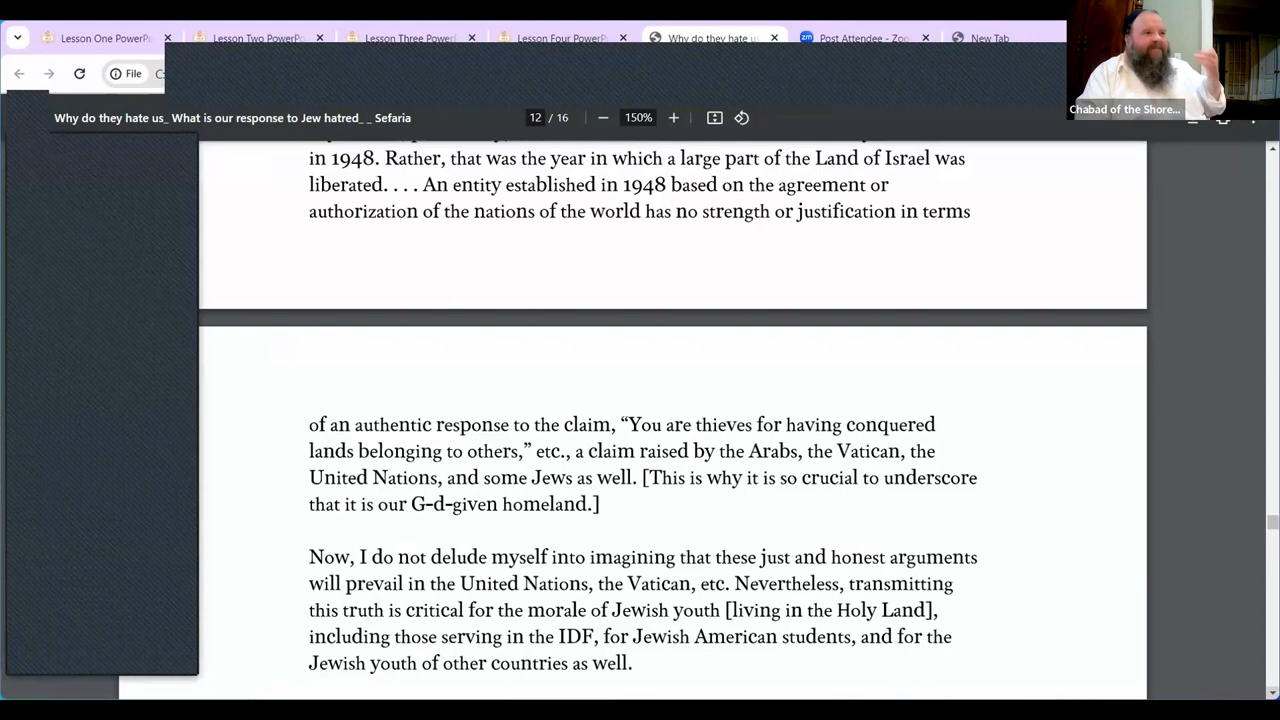 Lesson One PowerP
Lesson Two PowerPo
Lesson Three Power
Lesson Four PowerP
Why do they hate us
Post Attendee - Zoo
New Tab
File
Chabad of the Shore...
Why do they hate us_ What is our response to Jew hatred_ _ Sefaria
12 / 16
150%
in 1948. Rather, that was the year in which a large part of the Land of Israel was
liberated. . . . An entity established in 1948 based on the agreement or
authorization of the nations of the world has no strength or justification in terms
of an authentic response to the claim, “You are thieves for having conquered
lands belonging to others,” etc., a claim raised by the Arabs, the Vatican, the
United Nations, and some Jews as well. [This is why it is so crucial to underscore
that it is our G-d-given homeland.]
Now, I do not delude myself into imagining that these just and honest arguments
will prevail in the United Nations, the Vatican, etc. Nevertheless, transmitting
this truth is critical for the morale of Jewish youth [living in the Holy Land],
including those serving in the IDF, for Jewish American students, and for the
Jewish youth of other countries as well.